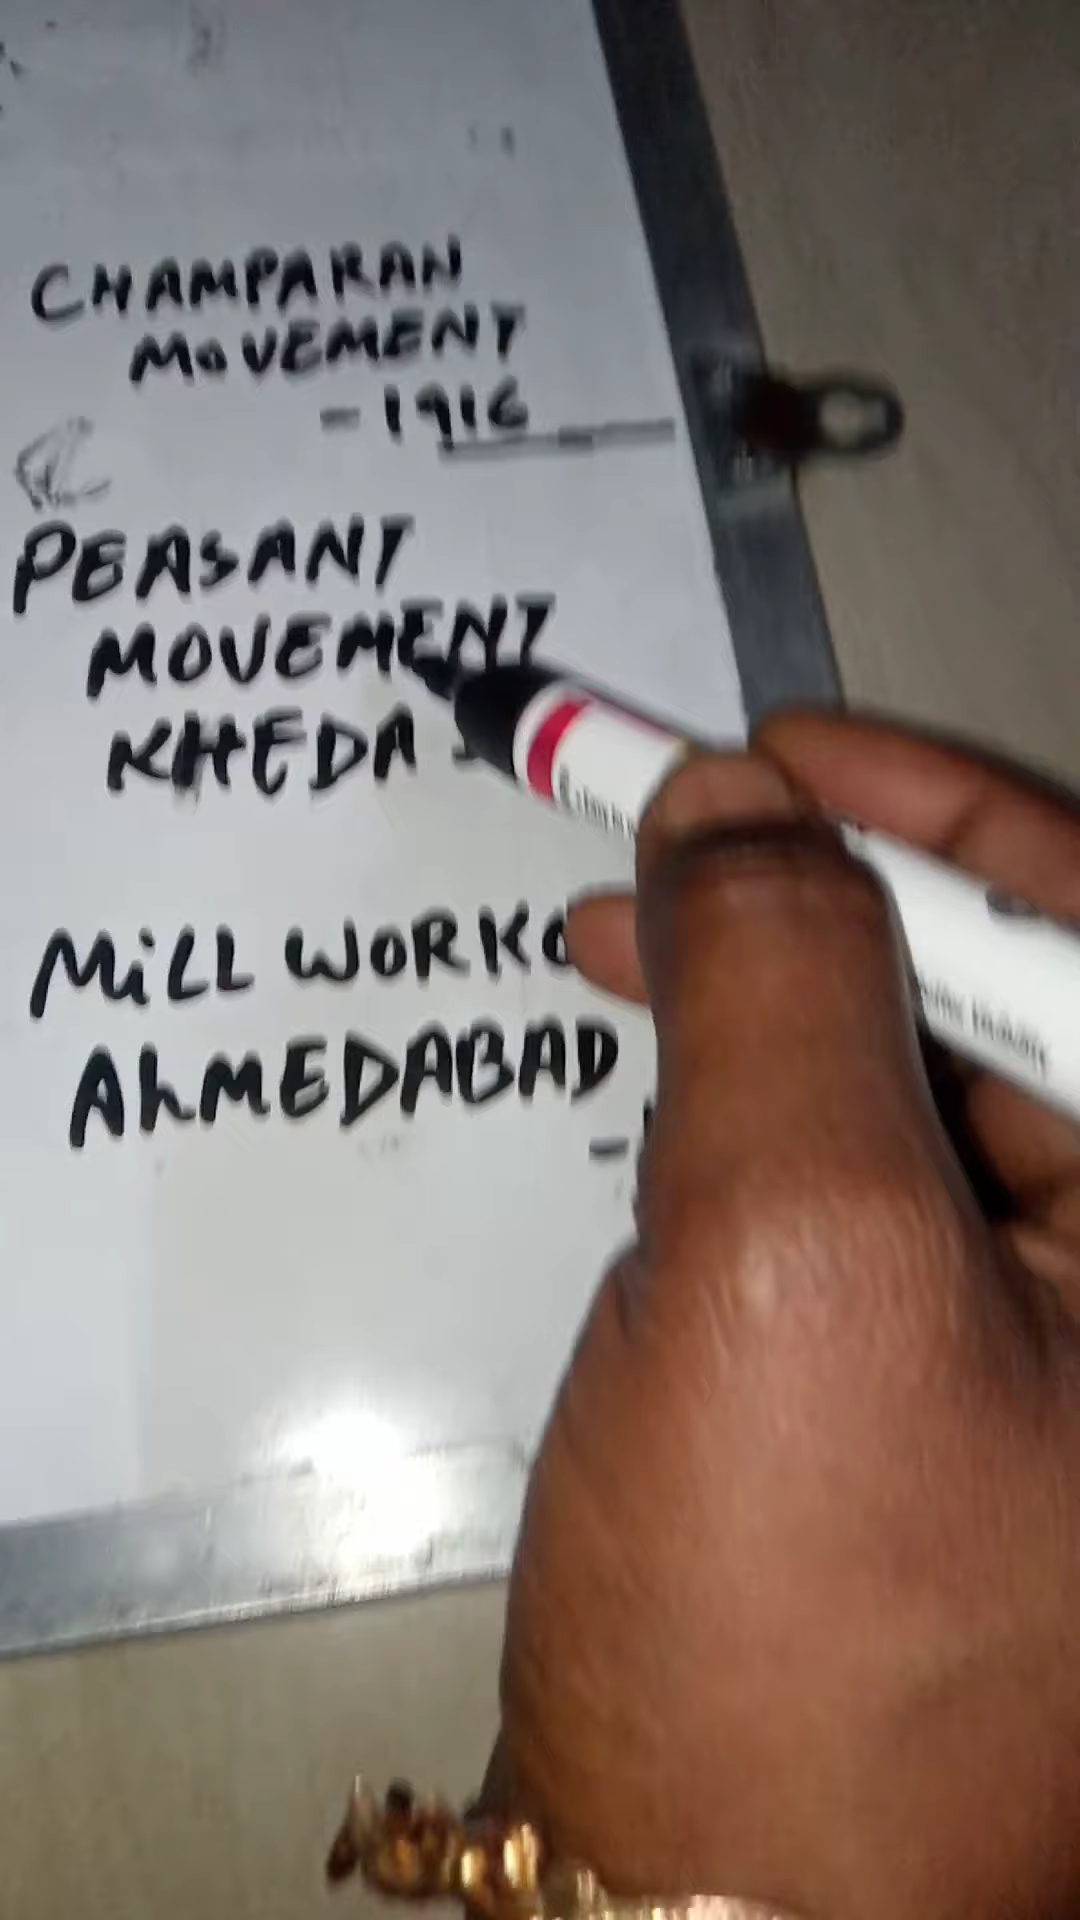 CHAMPARAN
MOVEMENT
- 1916
PEASANT
MOVEMENT
KHEDA
MiLL WORK
AhMEDABAD
-